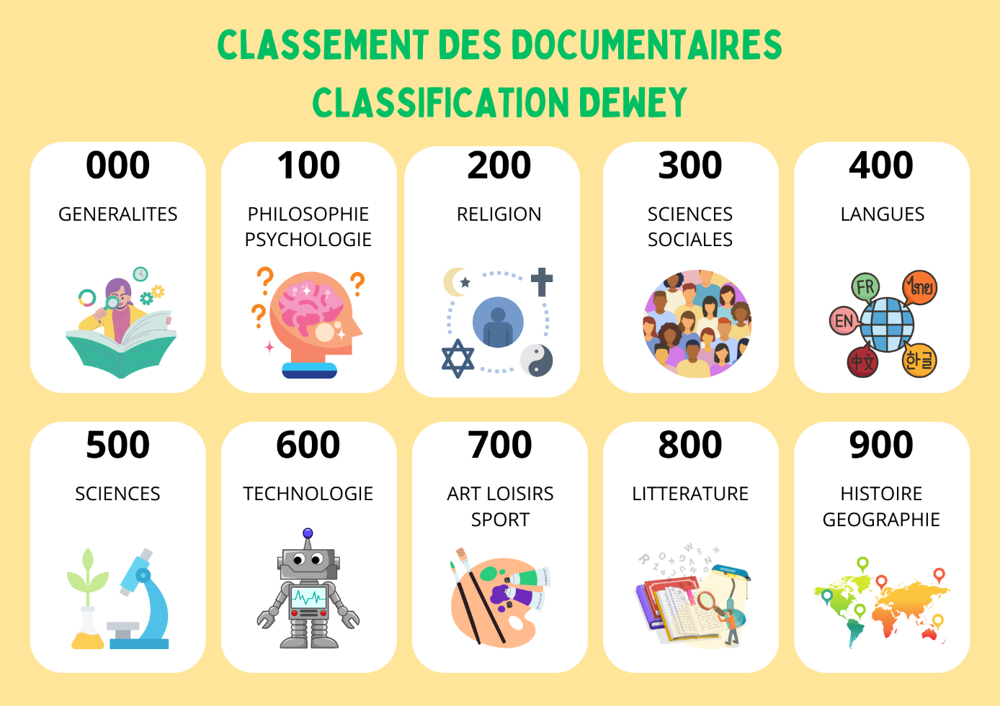 CLASSEMENT DES DOCUMENTAIRES
CLASSIFICATION DEWEY
000
GENERALITES
100
PHILOSOPHIE
PSYCHOLOGIE
? ? ?
200
RELIGION
300
SCIENCES
SOCIALES
400
LANGUES
FR
ไทย
EN
中文
한글
500
SCIENCES
600
TECHNOLOGIE
700
ART LOISIRS
SPORT
800
LITTERATURE
900
HISTOIRE
GEOGRAPHIE